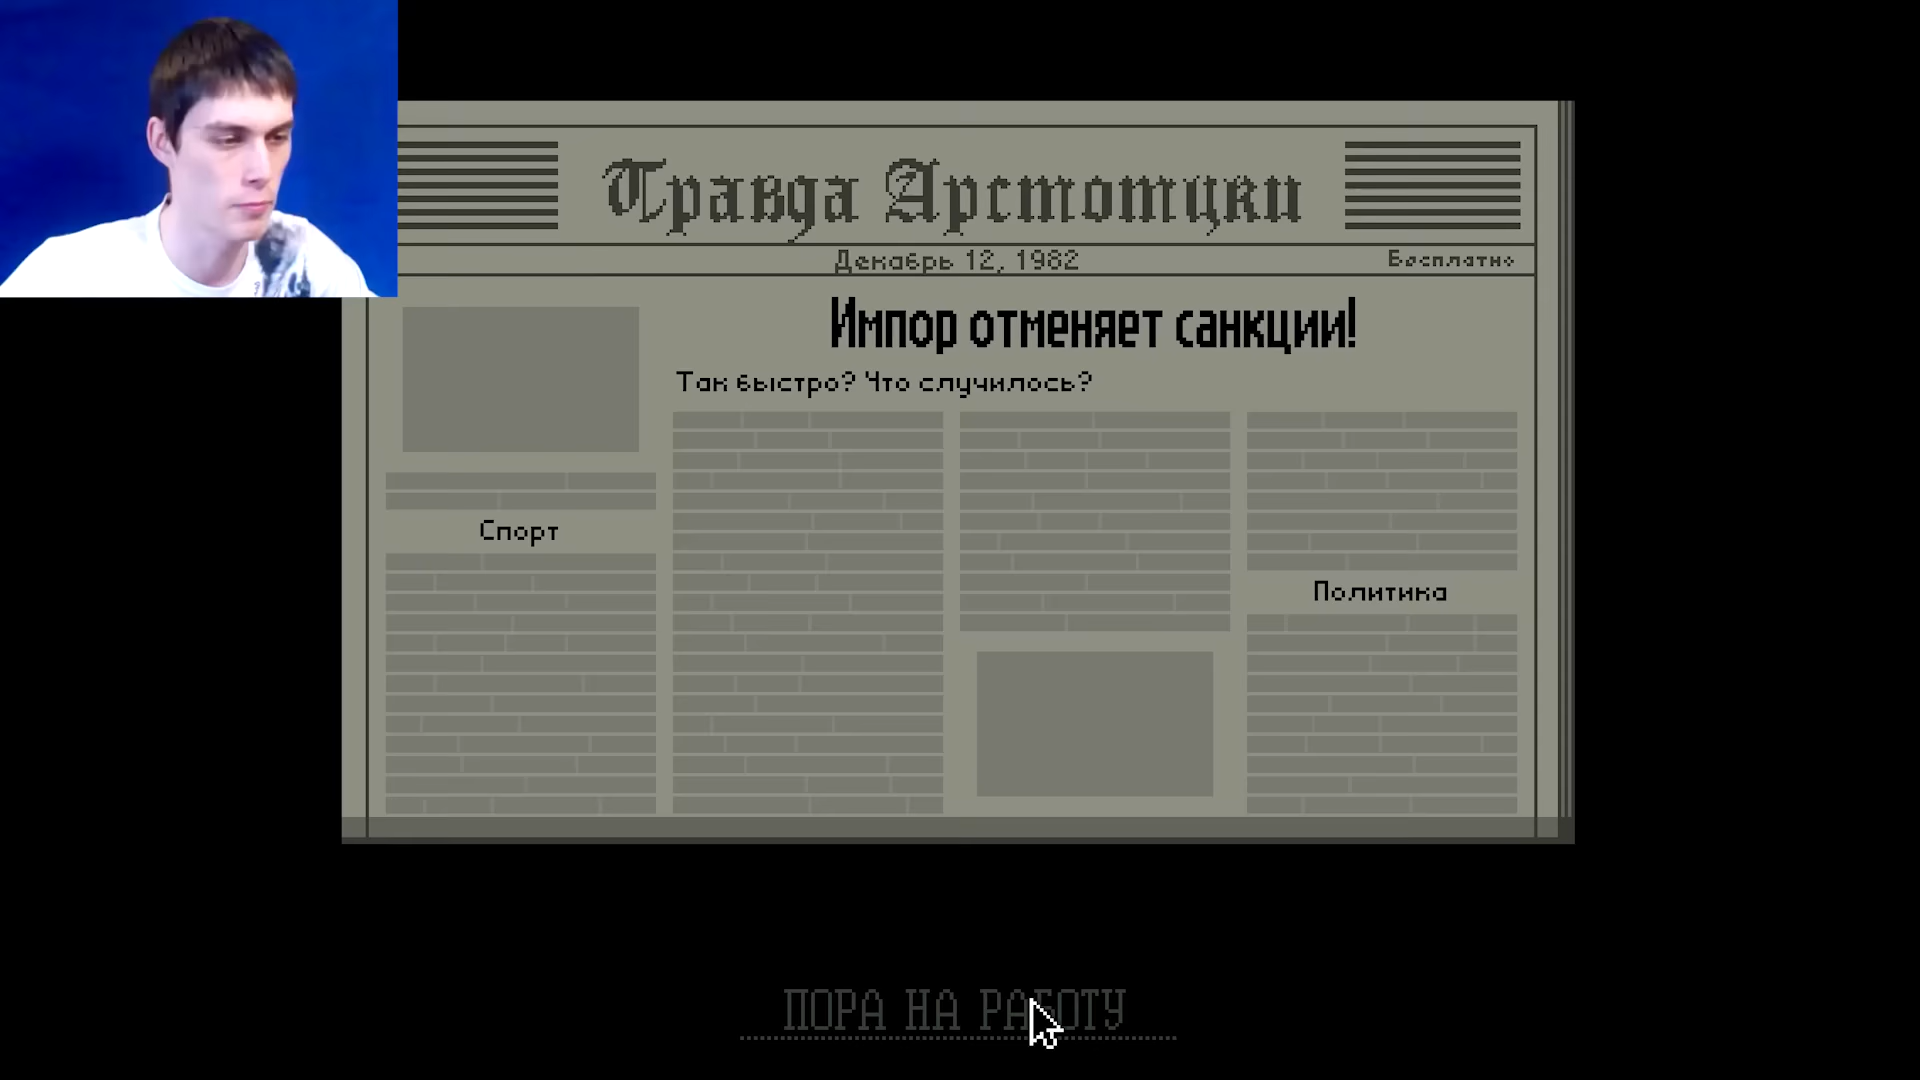 Правда Арстотцки
Декабрь 12, 1982
Бесплатно
Импор отменяет санкции!
Так быстро? Что случилось?
Спорт
Политика
ПОРА НА РАБОТУ